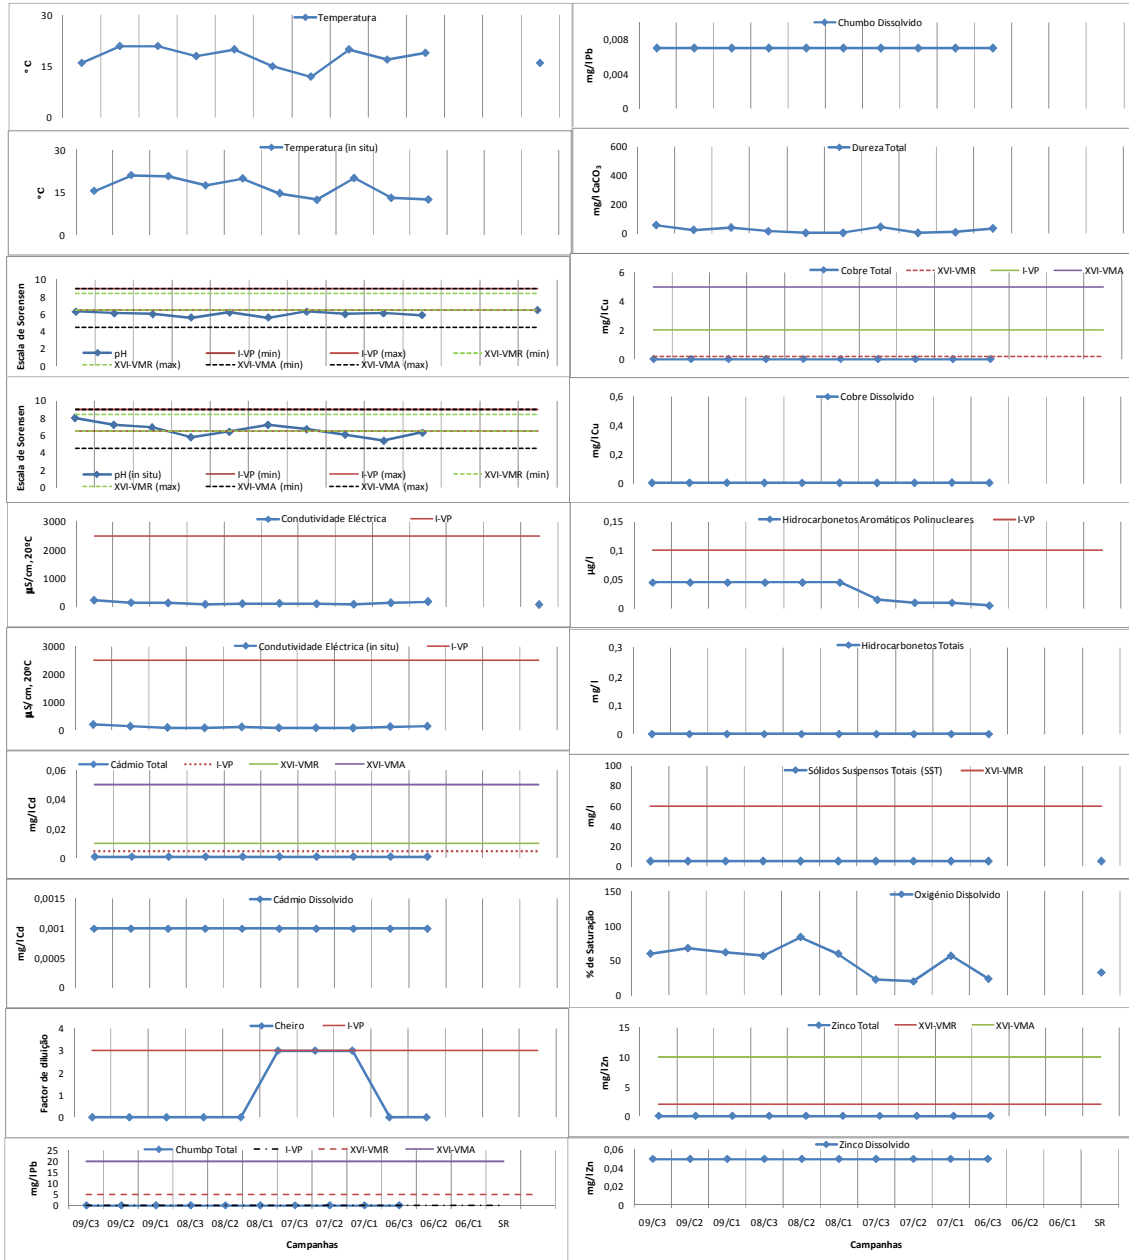 Temperatura
30
15
0
°C
Temperatura (in situ)
30
15
0
°C
10
8
6
4
2
0
Escala de Sorensen
pH I-VP (min) I-VP (max) XVI-VMR (min)
XVI-VMR (max) XVI-VMA (min) XVI-VMA (max)
10
8
6
4
2
0
Escala de Sorensen
pH (in situ) I-VP (min) I-VP (max) XVI-VMR (min)
XVI-VMR (max) XVI-VMA (min) XVI-VMA (max)
Condutividade Eléctrica I-VP
3000
2000
1000
0
µS/cm, 20ºC
Condutividade Eléctrica (in situ) I-VP
3000
2000
1000
0
µS/cm, 20ºC
Cádmio Total I-VP XVI-VMR XVI-VMA
0,06
0,04
0,02
0
mg/l Cd
Cádmio Dissolvido
0,0015
0,001
0,0005
0
mg/l Cd
Cheiro I-VP
4
3
2
1
0
Factor de diluição
Chumbo Total I-VP XVI-VMR XVI-VMA
25
20
15
10
5
0
mg/l Pb
09/C3 09/C2 09/C1 08/C3 08/C2 08/C1 07/C3 07/C2 07/C1 06/C3 06/C2 06/C1 SR
Campanhas
Chumbo Dissolvido
0,008
0,004
0
mg/l Pb
Dureza Total
600
400
200
0
mg/l CaCO₃
Cobre Total XVI-VMR I-VP XVI-VMA
6
4
2
0
mg/l Cu
Cobre Dissolvido
0,6
0,4
0,2
0
mg/l Cu
Hidrocarbonetos Aromáticos Polinucleares I-VP
0,15
0,1
0,05
0
µg/l
Hidrocarbonetos Totais
0,3
0,2
0,1
0
mg/l
Sólidos Suspensos Totais (SST) XVI-VMR
100
80
60
40
20
0
mg/l
Oxigénio Dissolvido
150
100
50
0
% de Saturação
Zinco Total XVI-VMR XVI-VMA
15
10
5
0
mg/l Zn
Zinco Dissolvido
0,06
0,04
0,02
0
mg/l Zn
09/C3 09/C2 09/C1 08/C3 08/C2 08/C1 07/C3 07/C2 07/C1 06/C3 06/C2 06/C1 SR
Campanhas